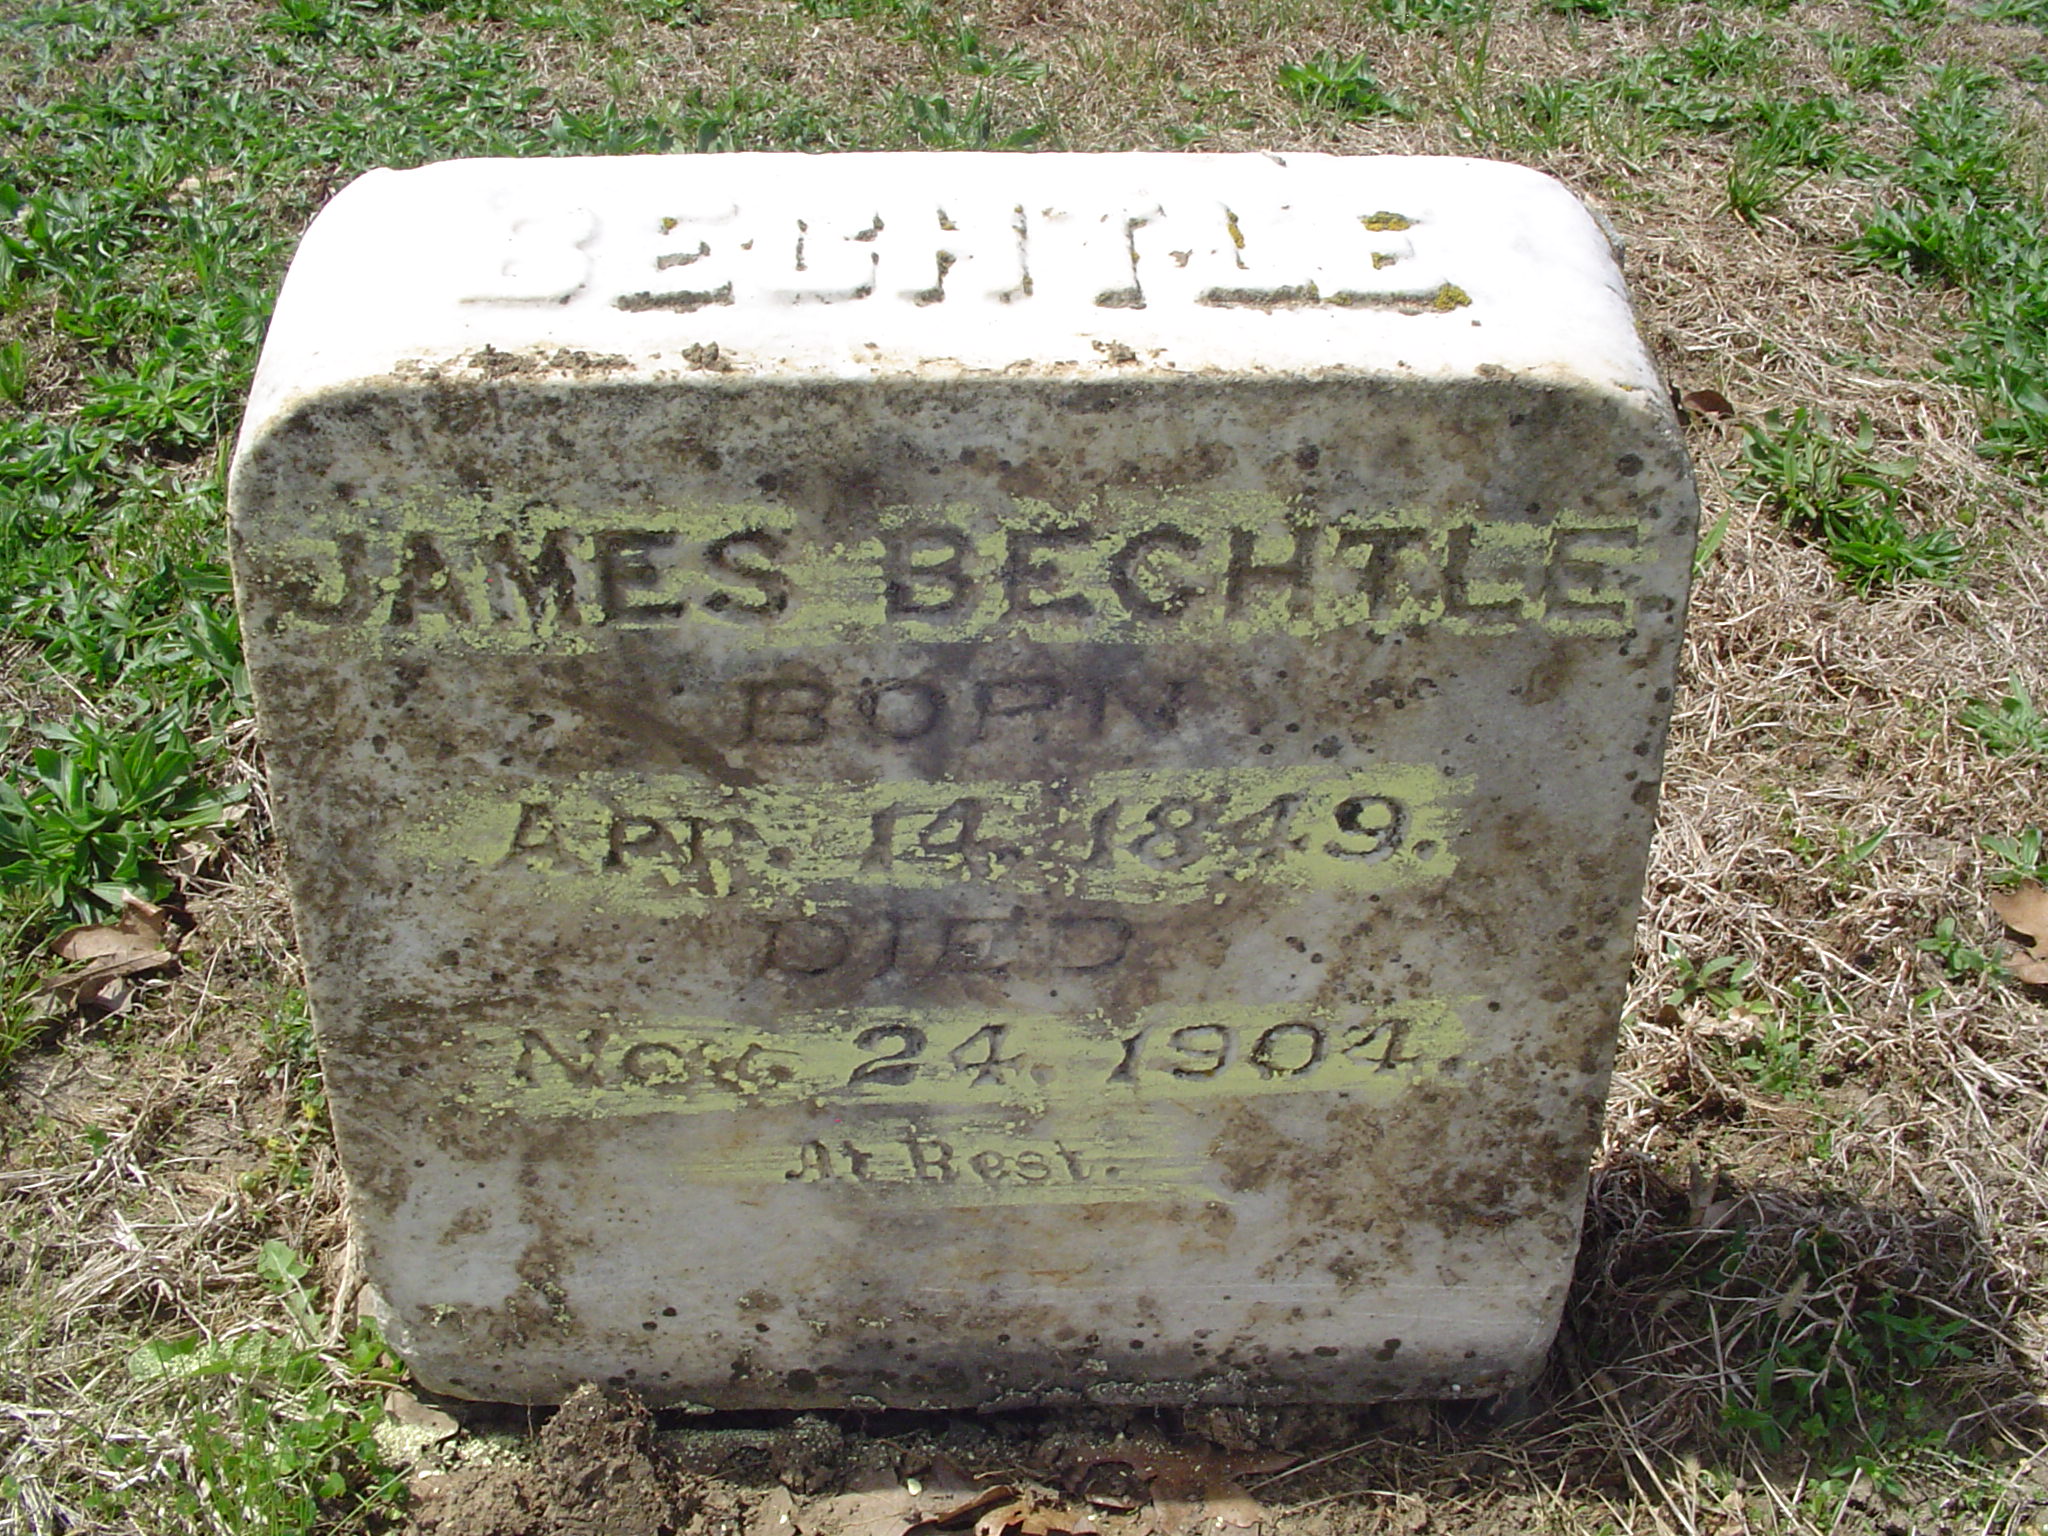 BECHTLE
JAMES BECHTLE
BORN
Apr. 14. 1849.
DIED
Nov. 24. 1904.
At Rest.